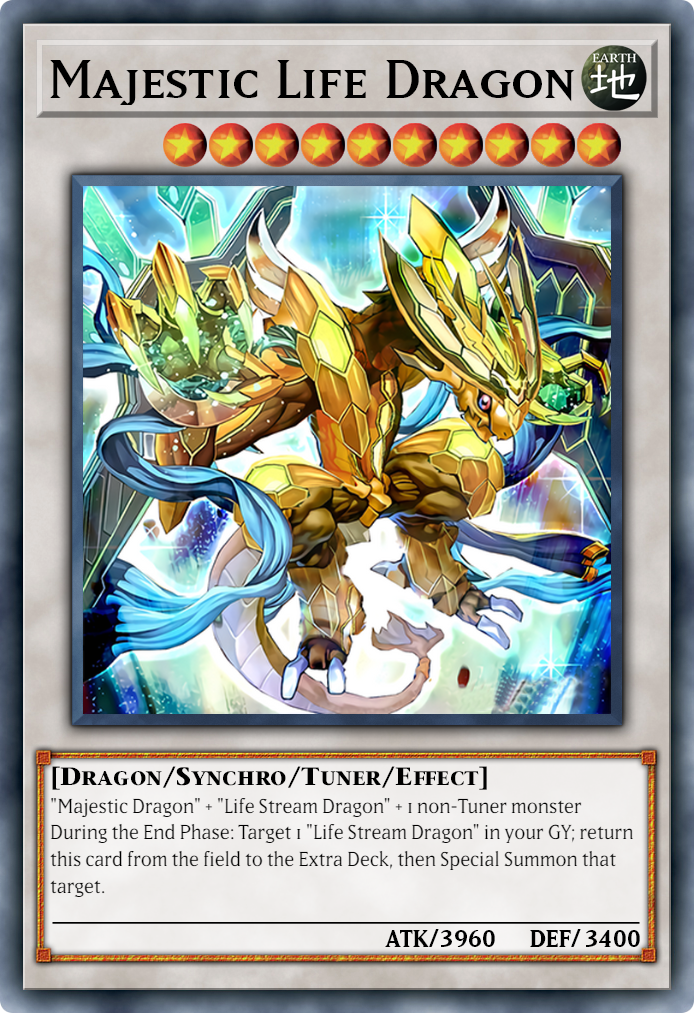 Majestic Life Dragon
EARTH
地
[Dragon/Synchro/Tuner/Effect]
"Majestic Dragon" + "Life Stream Dragon" + 1 non-Tuner monster
During the End Phase: Target 1 "Life Stream Dragon" in your GY; return
this card from the field to the Extra Deck, then Special Summon that
target.
ATK/3960 DEF/3400